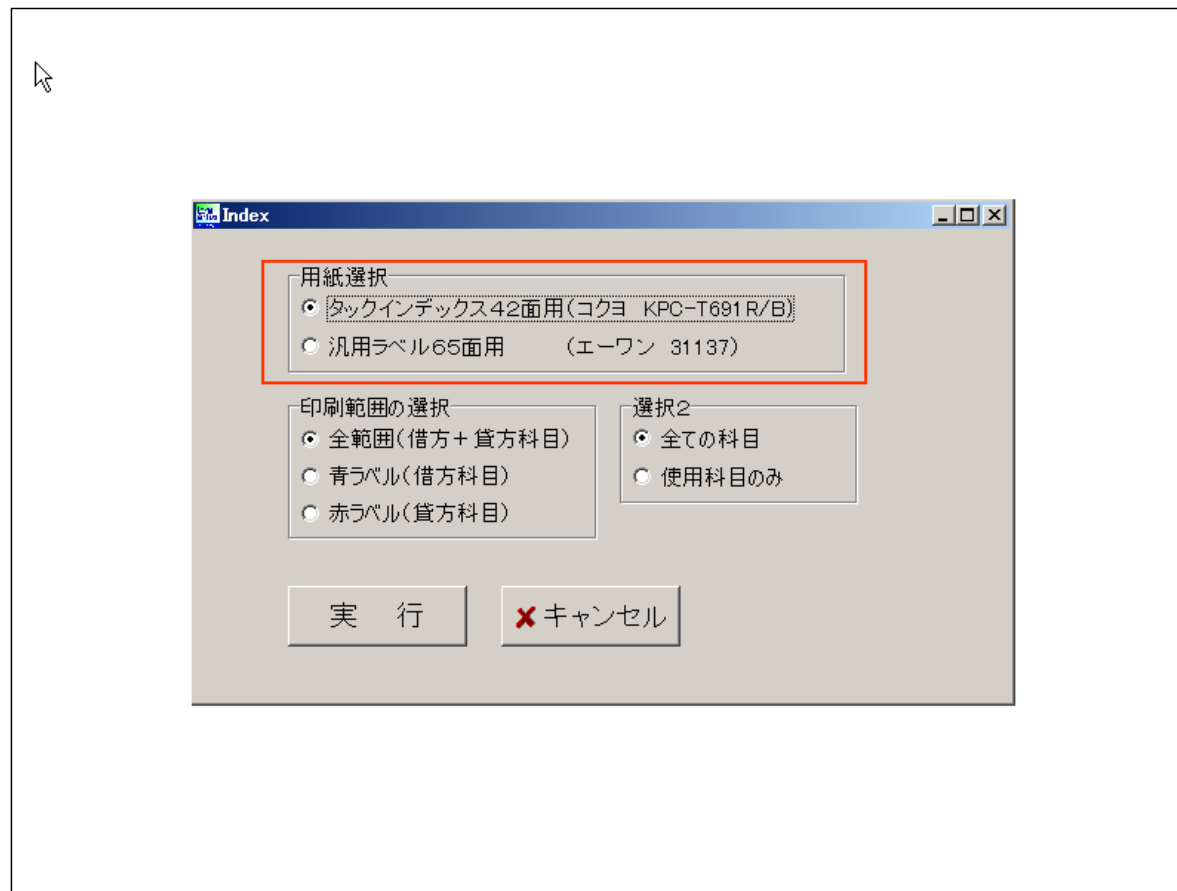 Index
用紙選択
タックインデックス42面用(コクヨ KPC-T691R/B)
汎用ラベル65面用 (エーワン 31137)
印刷範囲の選択
選択2
全範囲(借方+貸方科目)
全ての科目
青ラベル(借方科目)
使用科目のみ
赤ラベル(貸方科目)
実 行
キャンセル